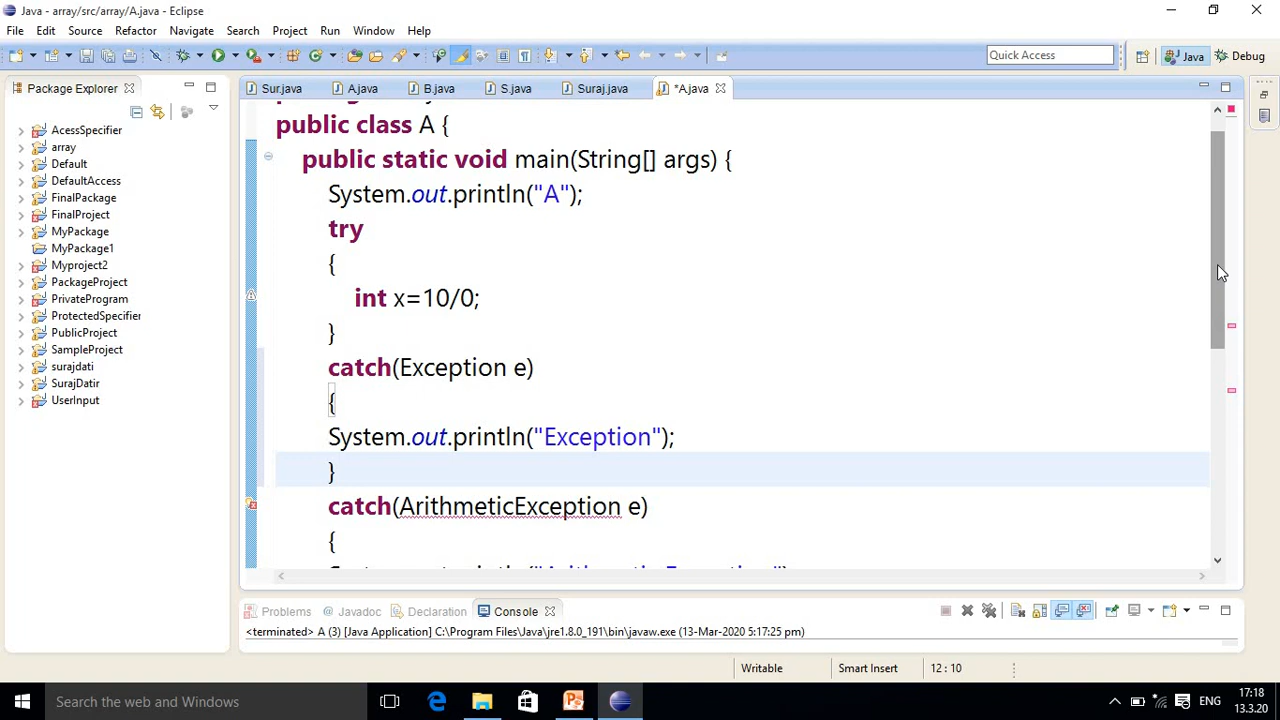 Java - array/src/array/A.java - Eclipse
File Edit Source Refactor Navigate Search Project Run Window Help
Quick Access
Java
Debug
Package Explorer
Sur.java
A.java
B.java
S.java
Suraj.java
*A.java
AcessSpecifier
array
Default
DefaultAccess
FinalPackage
FinalProject
MyPackage
MyPackage1
Myproject2
PackageProject
PrivateProgram
ProtectedSpecifier
PublicProject
SampleProject
surajdati
SurajDatir
UserInput
public class A {
public static void main(String[] args) {
System.out.println("A");
try
{
int x=10/0;
}
catch(Exception e)
{
System.out.println("Exception");
}
catch(ArithmeticException e)
{
Problems
Javadoc
Declaration
Console
<terminated> A (3) [Java Application] C:\Program Files\Java\jre1.8.0_191\bin\javaw.exe (13-Mar-2020 5:17:25 pm)
Writable
Smart Insert
12 : 10
Search the web and Windows
ENG
17:18
13.3.20